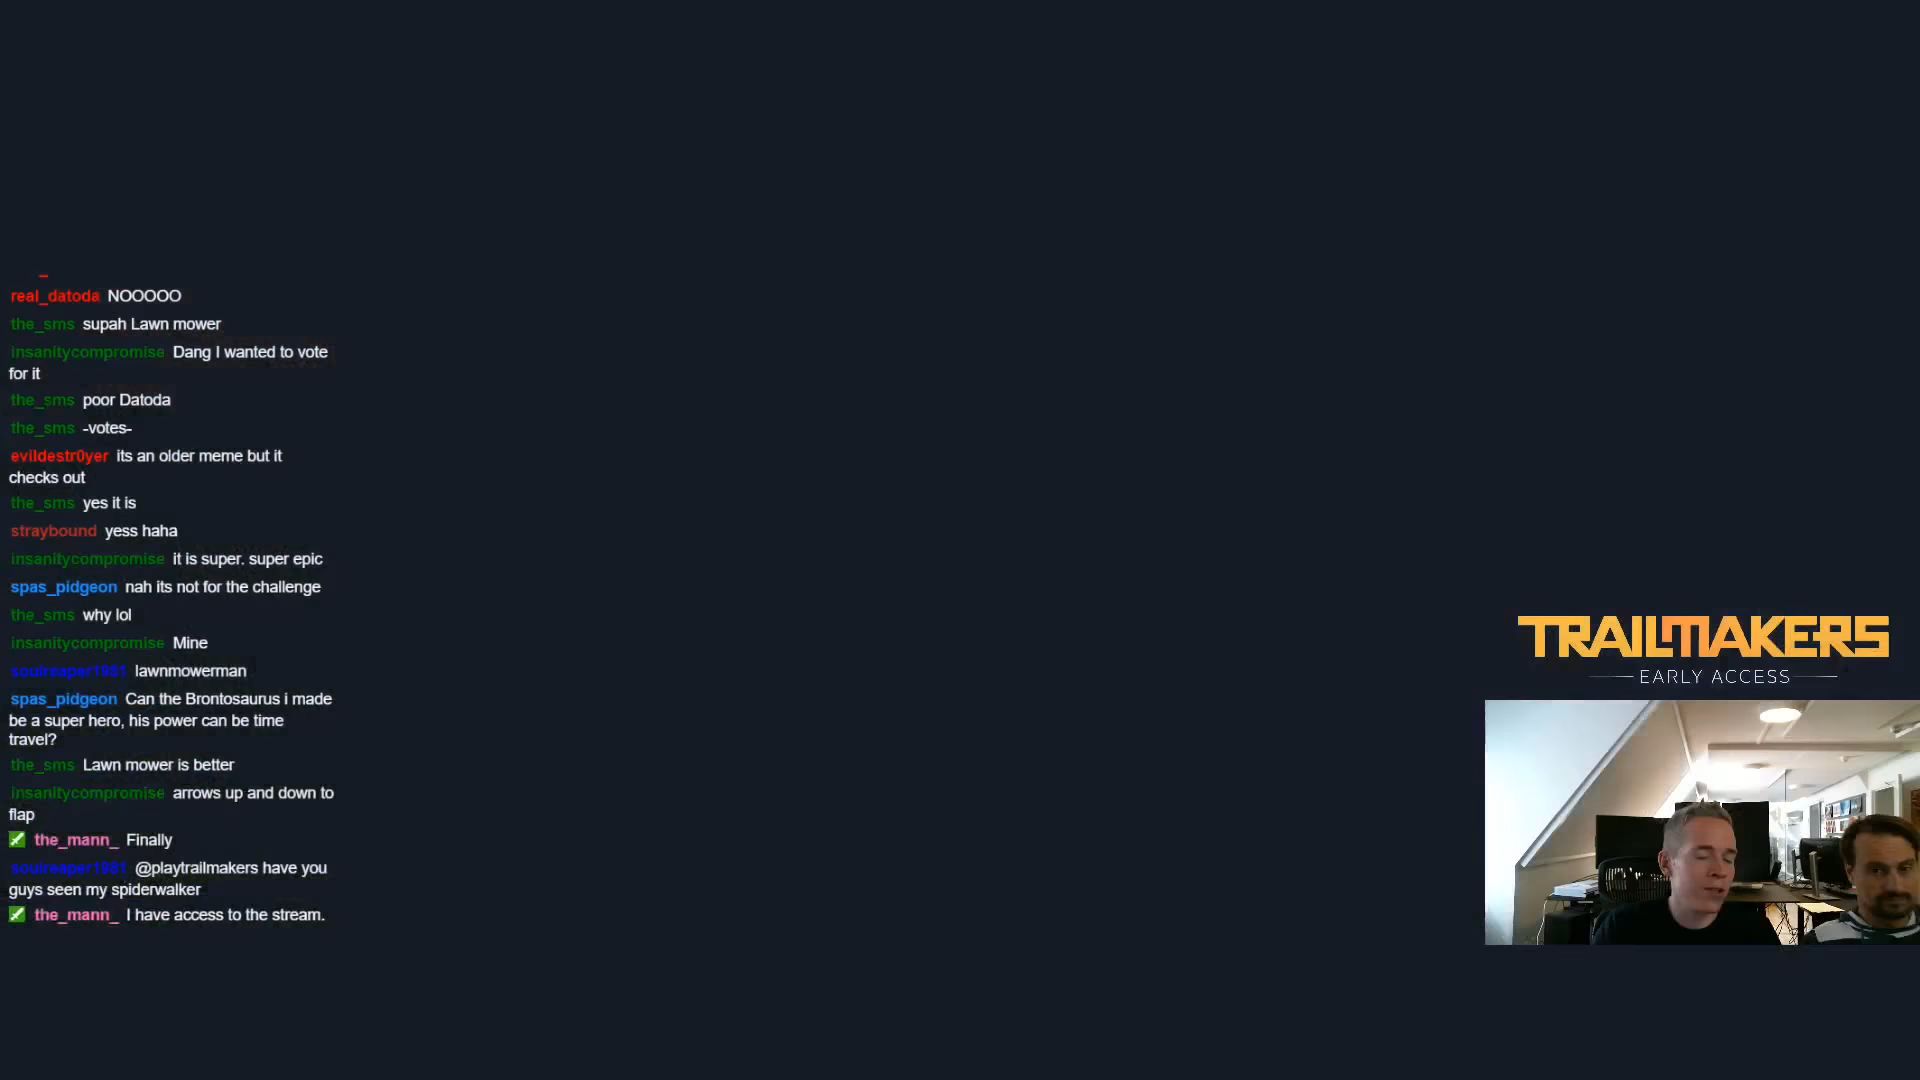 real_datoda NOOOOO
the_sms supah Lawn mower
insanitycompromise Dang I wanted to vote
for it
the_sms poor Datoda
the_sms -votes-
evildestr0yer its an older meme but it
checks out
the_sms yes it is
straybound yess haha
insanitycompromise it is super. super epic
spas_pidgeon nah its not for the challenge
the_sms why lol
insanitycompromise Mine
soulreaper1981 lawnmowerman
spas_pidgeon Can the Brontosaurus i made
be a super hero, his power can be time
travel?
the_sms Lawn mower is better
insanitycompromise arrows up and down to
flap
the_mann_ Finally
soulreaper1981 @playtrailmakers have you
guys seen my spiderwalker
the_mann_ I have access to the stream.
TRAILMAKERS
EARLY ACCESS